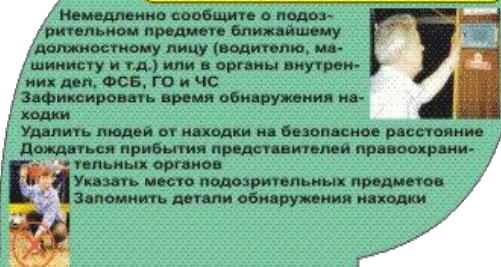 Немедленно сообщите о подоз-
рительном предмете ближайшему
должностному лицу (водителю, ма-
шинисту и т.д.) или в органы внутрен-
них дел, ФСБ, ГО и ЧС
Зафиксировать время обнаружения на-
ходки
Удалить людей от находки на безопасное расстояние
Дождаться прибытия представителей правоохрани-
тельных органов
Указать место подозрительных предметов
Запомнить детали обнаружения находки